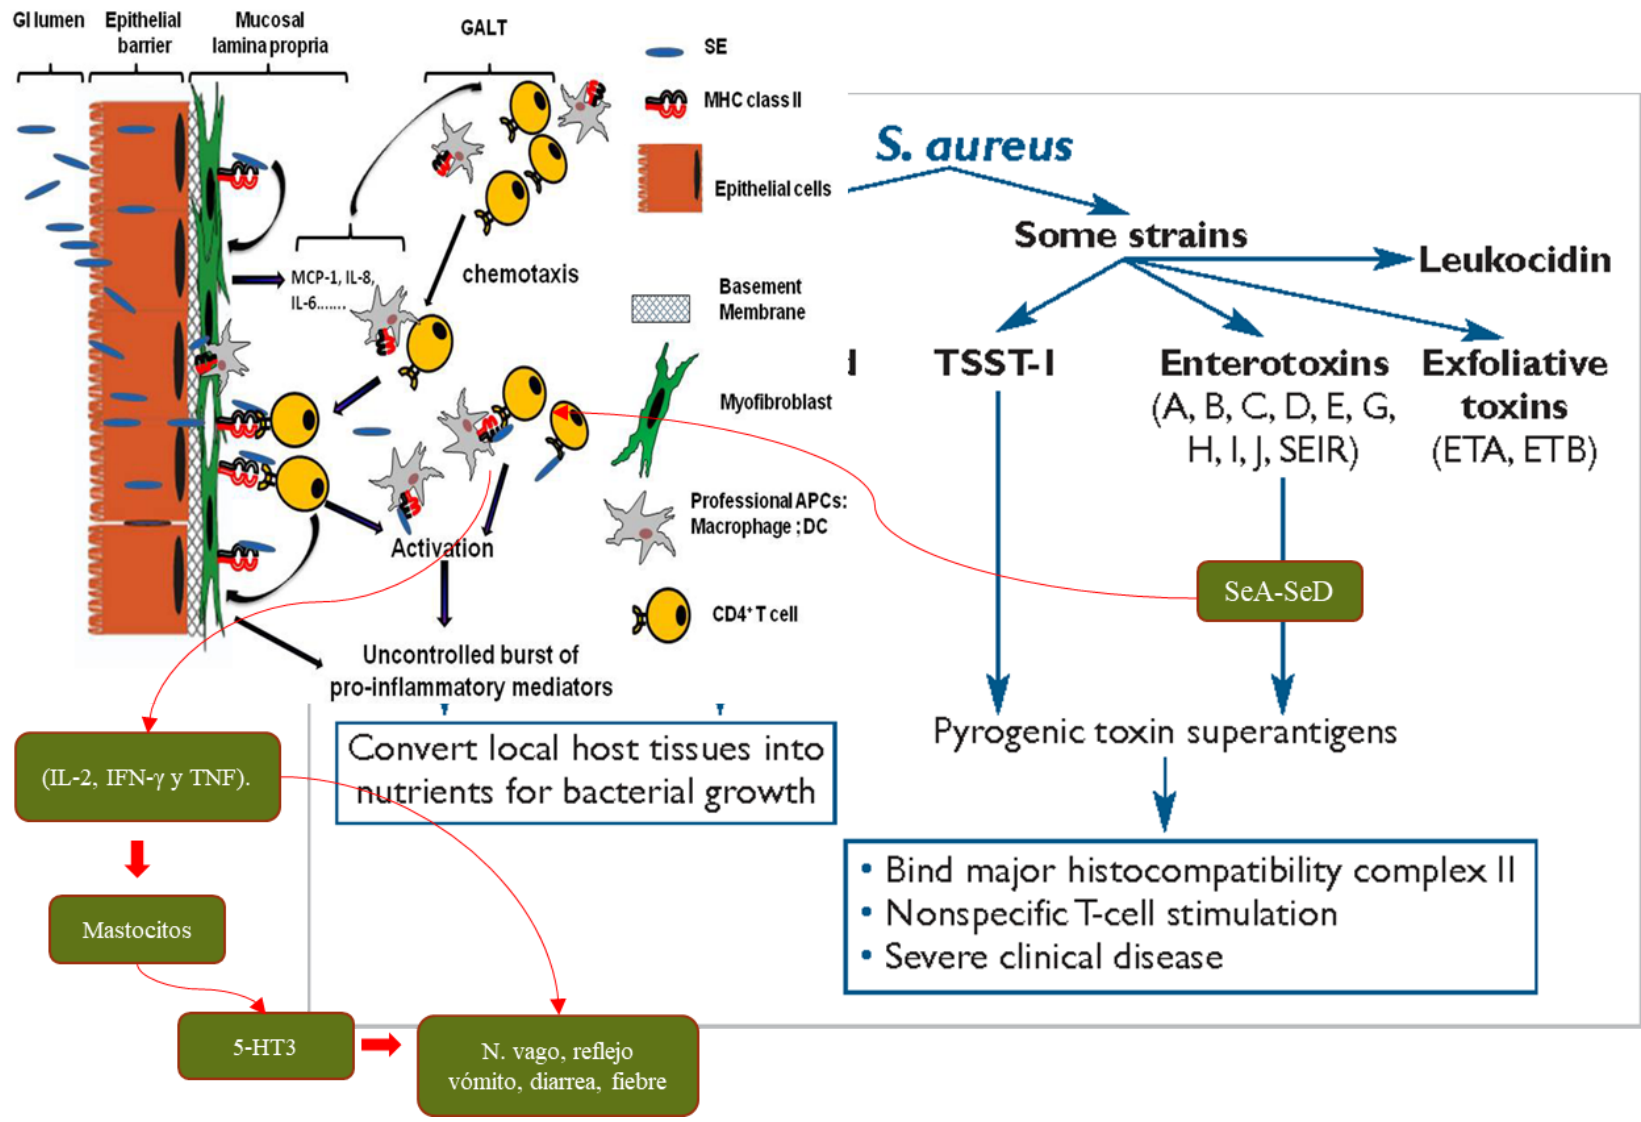 GI lumen
Epithelial
barrier
Mucosal
lamina propria
GALT
SE
MHC class II
Epithelial cells
Basement
Membrane
Myofibroblast
Professional APCs:
Macrophage ; DC
CD4+ T cell
MCP-1, IL-8,
IL-6.......
chemotaxis
Activation
Uncontrolled burst of
pro-inflammatory mediators
S. aureus
Some strains
Leukocidin
d
TSST-1
Enterotoxins
(A, B, C, D, E, G,
H, I, J, SEIR)
Exfoliative
toxins
(ETA, ETB)
SeA-SeD
Pyrogenic toxin superantigens
Convert local host tissues into
nutrients for bacterial growth
• Bind major histocompatibility complex II
• Nonspecific T-cell stimulation
• Severe clinical disease
(IL-2, IFN-γ y TNF).
Mastocitos
5-HT3
N. vago, reflejo
vómito, diarrea, fiebre